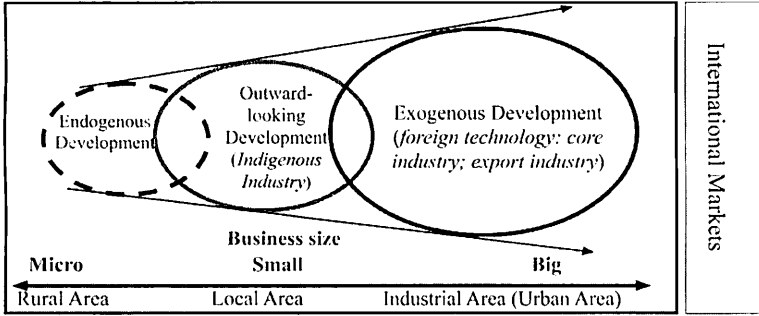 Endogenous
Development
Outward-
looking
Development
(Indigenous
Industry)
Exogenous Development
(foreign technology: core
industry; export industry)
International Markets
Business size
Micro Small Big
Rural Area Local Area Industrial Area (Urban Area)